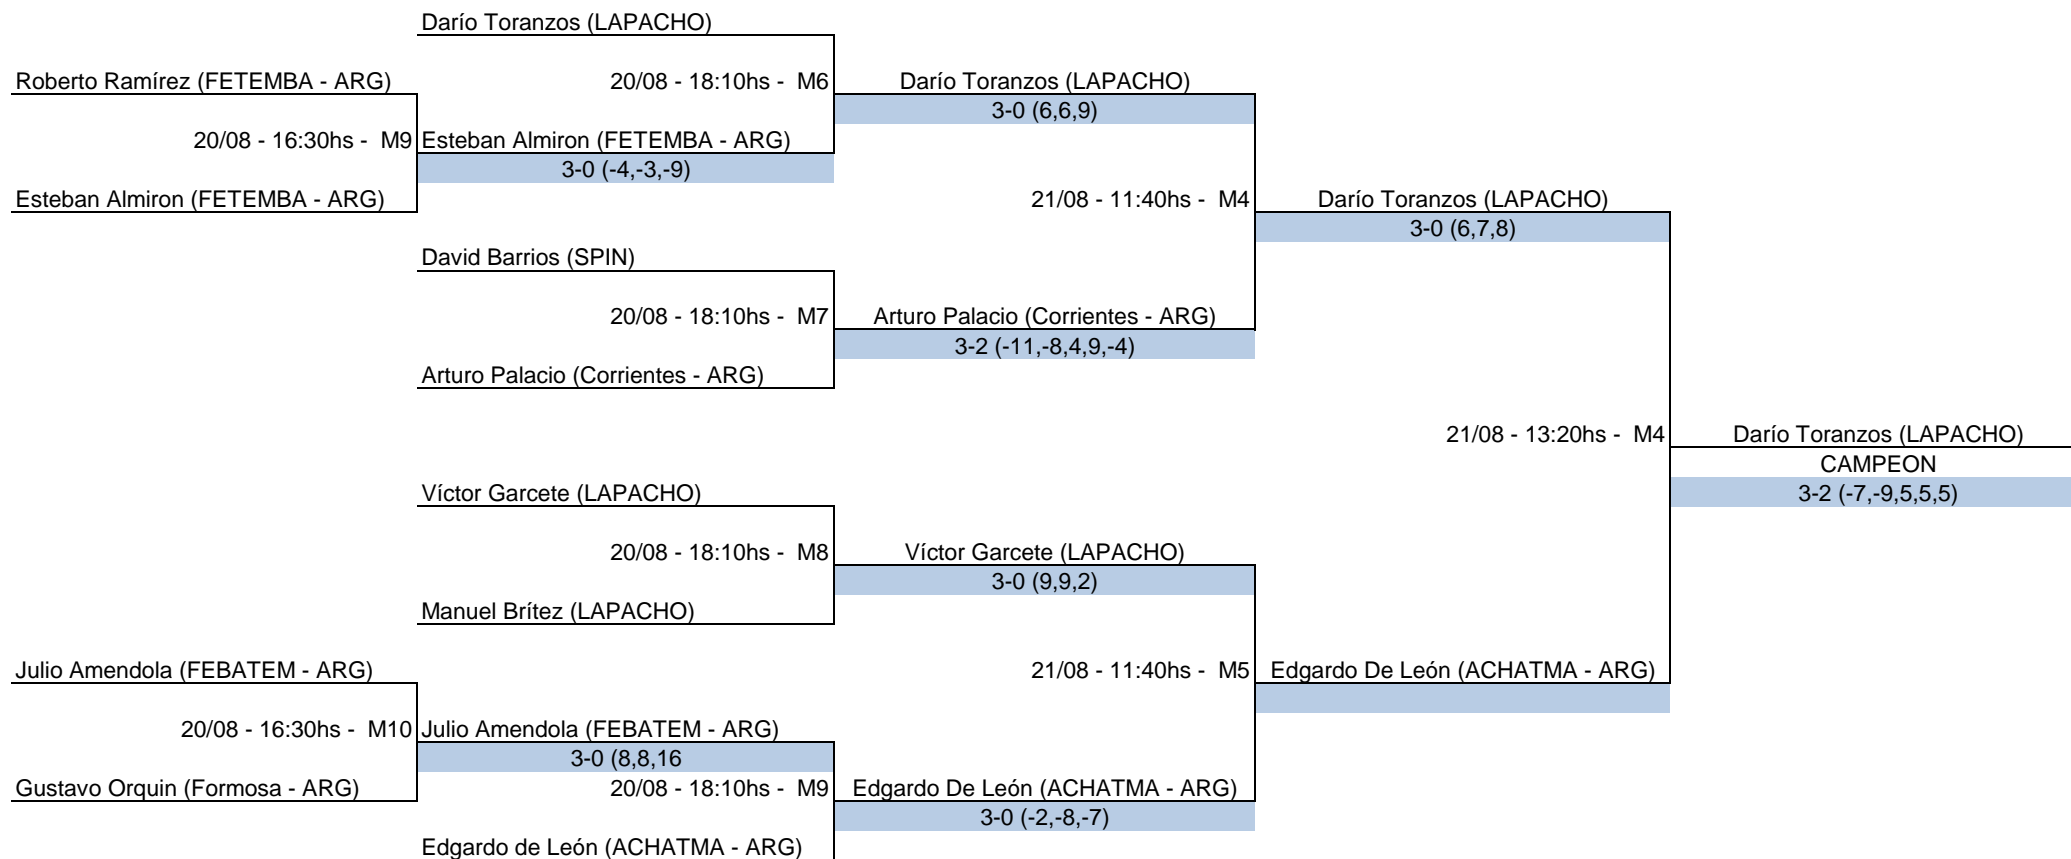 Darío Toranzos (LAPACHO)
Roberto Ramírez (FETEMBA - ARG)
20/08 - 18:10hs - M6
Darío Toranzos (LAPACHO)
3-0 (6,6,9)
20/08 - 16:30hs - M9
Esteban Almiron (FETEMBA - ARG)
3-0 (-4,-3,-9)
Esteban Almiron (FETEMBA - ARG)
21/08 - 11:40hs - M4
Darío Toranzos (LAPACHO)
3-0 (6,7,8)
David Barrios (SPIN)
20/08 - 18:10hs - M7
Arturo Palacio (Corrientes - ARG)
3-2 (-11,-8,4,9,-4)
Arturo Palacio (Corrientes - ARG)
21/08 - 13:20hs - M4
Darío Toranzos (LAPACHO)
CAMPEON
3-2 (-7,-9,5,5,5)
Víctor Garcete (LAPACHO)
20/08 - 18:10hs - M8
Víctor Garcete (LAPACHO)
3-0 (9,9,2)
Manuel Brítez (LAPACHO)
Julio Amendola (FEBATEM - ARG)
21/08 - 11:40hs - M5
Edgardo De León (ACHATMA - ARG)
20/08 - 16:30hs - M10
Julio Amendola (FEBATEM - ARG)
3-0 (8,8,16
Gustavo Orquin (Formosa - ARG)
20/08 - 18:10hs - M9
Edgardo De León (ACHATMA - ARG)
3-0 (-2,-8,-7)
Edgardo de León (ACHATMA - ARG)